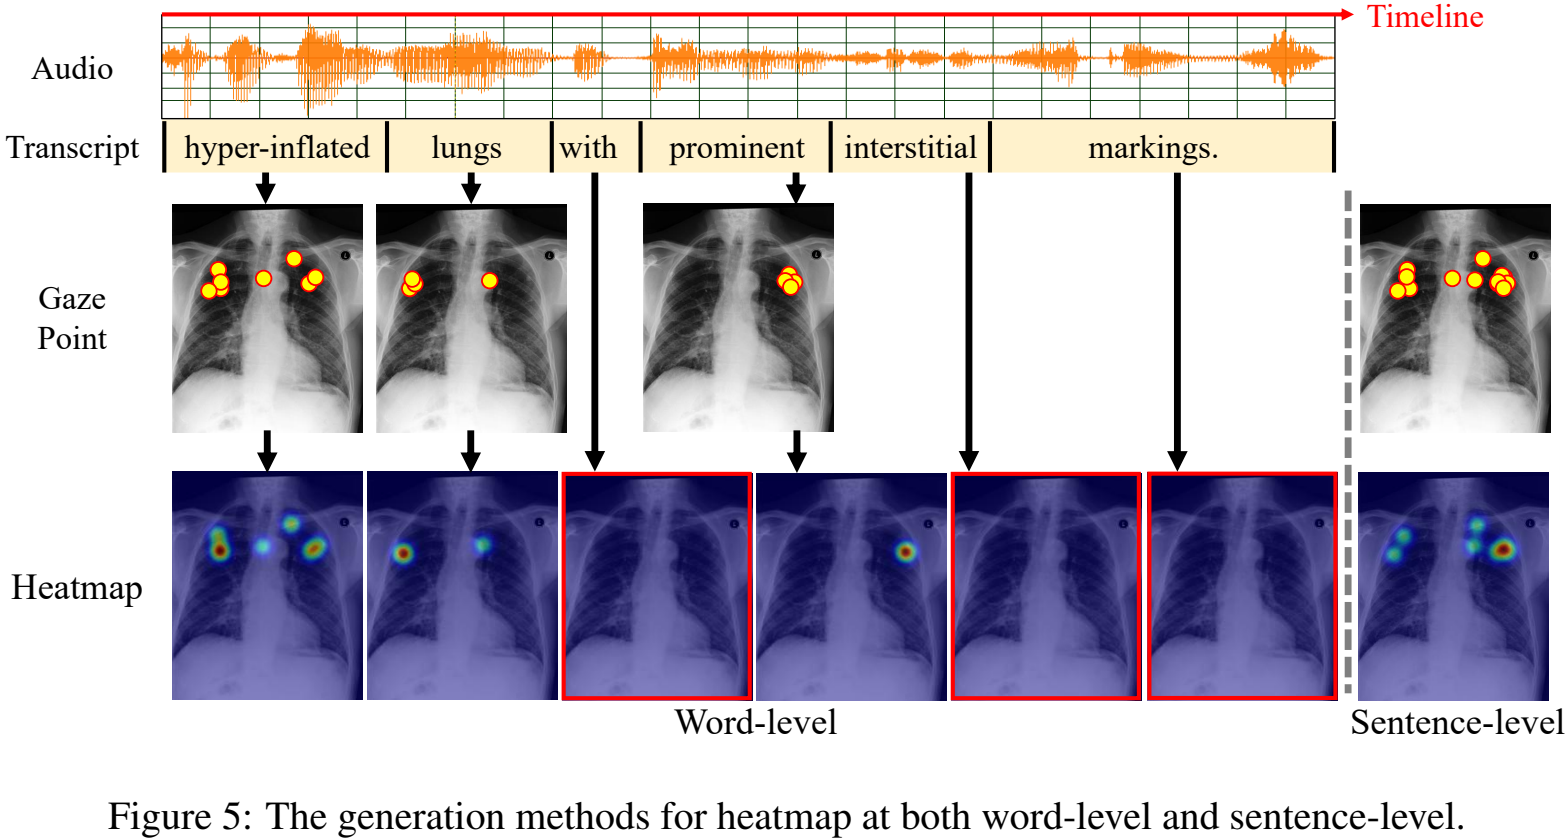 Timeline
Audio
Transcript
hyper-inflated lungs with prominent interstitial markings.
Gaze
Point
Heatmap
Word-level
Sentence-level
Figure 5: The generation methods for heatmap at both word-level and sentence-level.